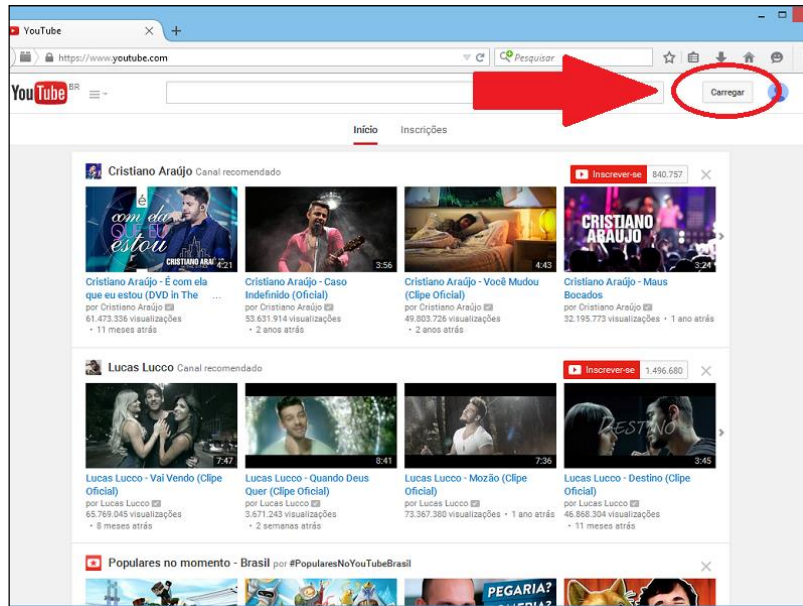 YouTube
https://www.youtube.com
Pesquisar
YouTube BR
Carregar
Início Inscrições
Cristiano Araújo Canal recomendado
Inscrever-se 840.757
é
com ela
QUE EU
estou
CRISTIANO ARAÚJO
4:21
3:56
4:43
CRISTIANO
ARAUJO
3:24
Cristiano Araújo - É com ela
que eu estou (DVD in The ...
por Cristiano Araújo
61.473.336 visualizações
• 11 meses atrás
Cristiano Araújo - Caso
Indefinido (Oficial)
por Cristiano Araújo
53.631.914 visualizações
• 2 anos atrás
Cristiano Araújo - Você Mudou
(Clipe Oficial)
por Cristiano Araújo
49.803.726 visualizações
• 2 anos atrás
Cristiano Araújo - Maus
Bocados
por Cristiano Araújo
32.195.773 visualizações • 1 ano atrás
Lucas Lucco Canal recomendado
Inscrever-se 1.496.680
7:47
8:41
7:36
DESTINO
3:45
Lucas Lucco - Vai Vendo (Clipe
Oficial)
por Lucas Lucco
65.769.045 visualizações
• 8 meses atrás
Lucas Lucco - Quando Deus
Quer (Clipe Oficial)
por Lucas Lucco
3.671.243 visualizações
• 2 semanas atrás
Lucas Lucco - Mozão (Clipe
Oficial)
por Lucas Lucco
73.367.380 visualizações • 1 ano atrás
Lucas Lucco - Destino (Clipe
Oficial)
por Lucas Lucco
46.868.304 visualizações
• 11 meses atrás
Populares no momento - Brasil por #PopularesNoYouTubeBrasil
PEGARIA?